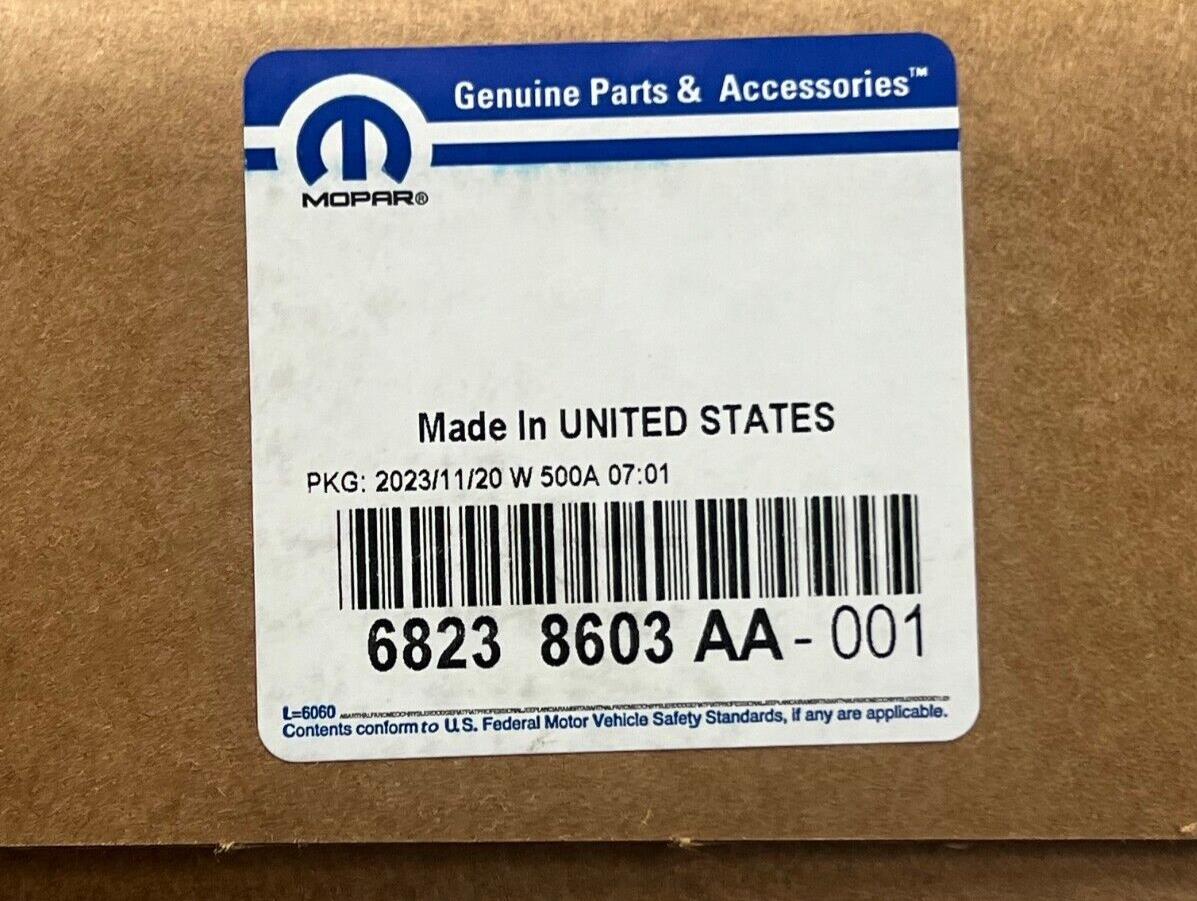 Genuine Parts & Accessories™
MOPAR®
Made In UNITED STATES
PKG: 2023/11/20 W 500A 07:01
6823 8603 AA - 001
L=6060
Contents conform to U.S. Federal Motor Vehicle Safety Standards, if any are applicable.